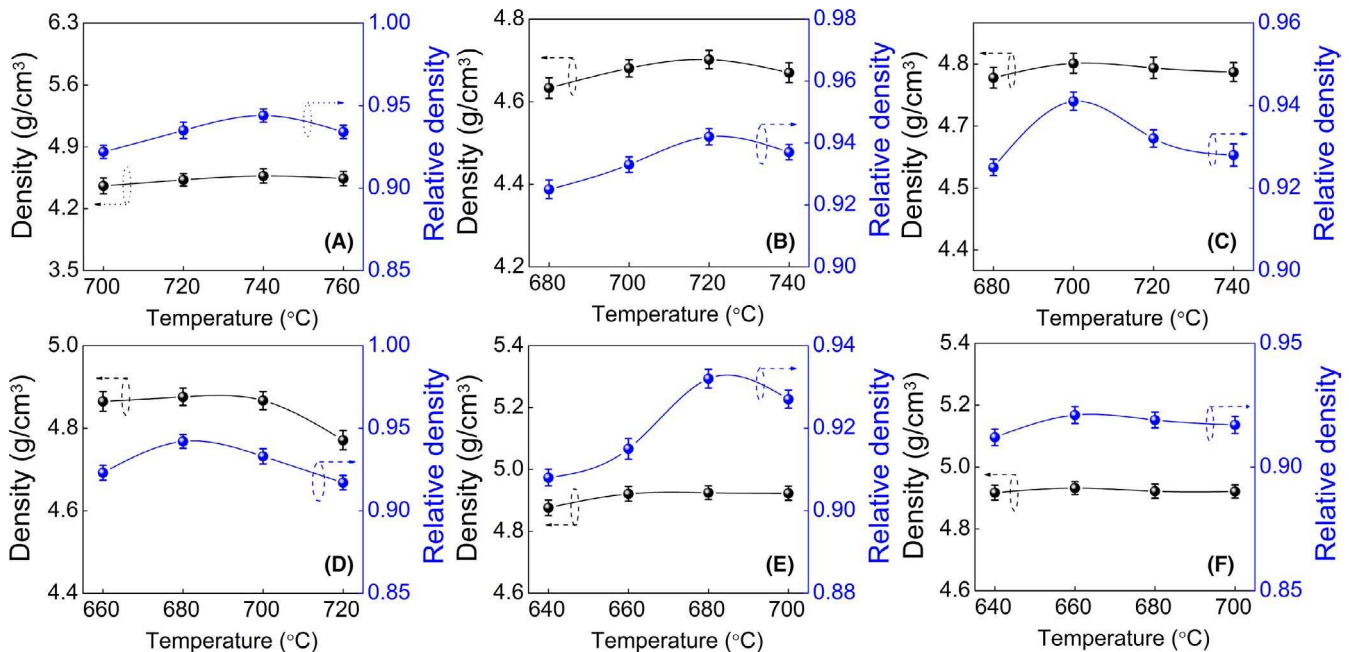 6.3
5.6
4.9
4.2
3.5
Density (g/cm³)
1.00
0.95
0.90
0.85
Relative density
(A)
700 720 740 760
Temperature (°C)
4.8
4.6
4.4
4.2
Density (g/cm³)
0.98
0.96
0.94
0.92
0.90
Relative density
(B)
680 700 720 740
Temperature (°C)
4.8
4.7
4.5
4.4
Density (g/cm³)
0.96
0.94
0.92
0.90
Relative density
(C)
680 700 720 740
Temperature (°C)
5.0
4.8
4.6
4.4
Density (g/cm³)
1.00
0.95
0.90
0.85
Relative density
(D)
660 680 700 720
Temperature (°C)
5.4
5.2
5.0
4.8
4.6
Density (g/cm³)
0.94
0.92
0.90
0.88
Relative density
(E)
640 660 680 700
Temperature (°C)
5.4
5.2
5.0
4.8
4.6
Density (g/cm³)
0.95
0.90
0.85
Relative density
(F)
640 660 680 700
Temperature (°C)